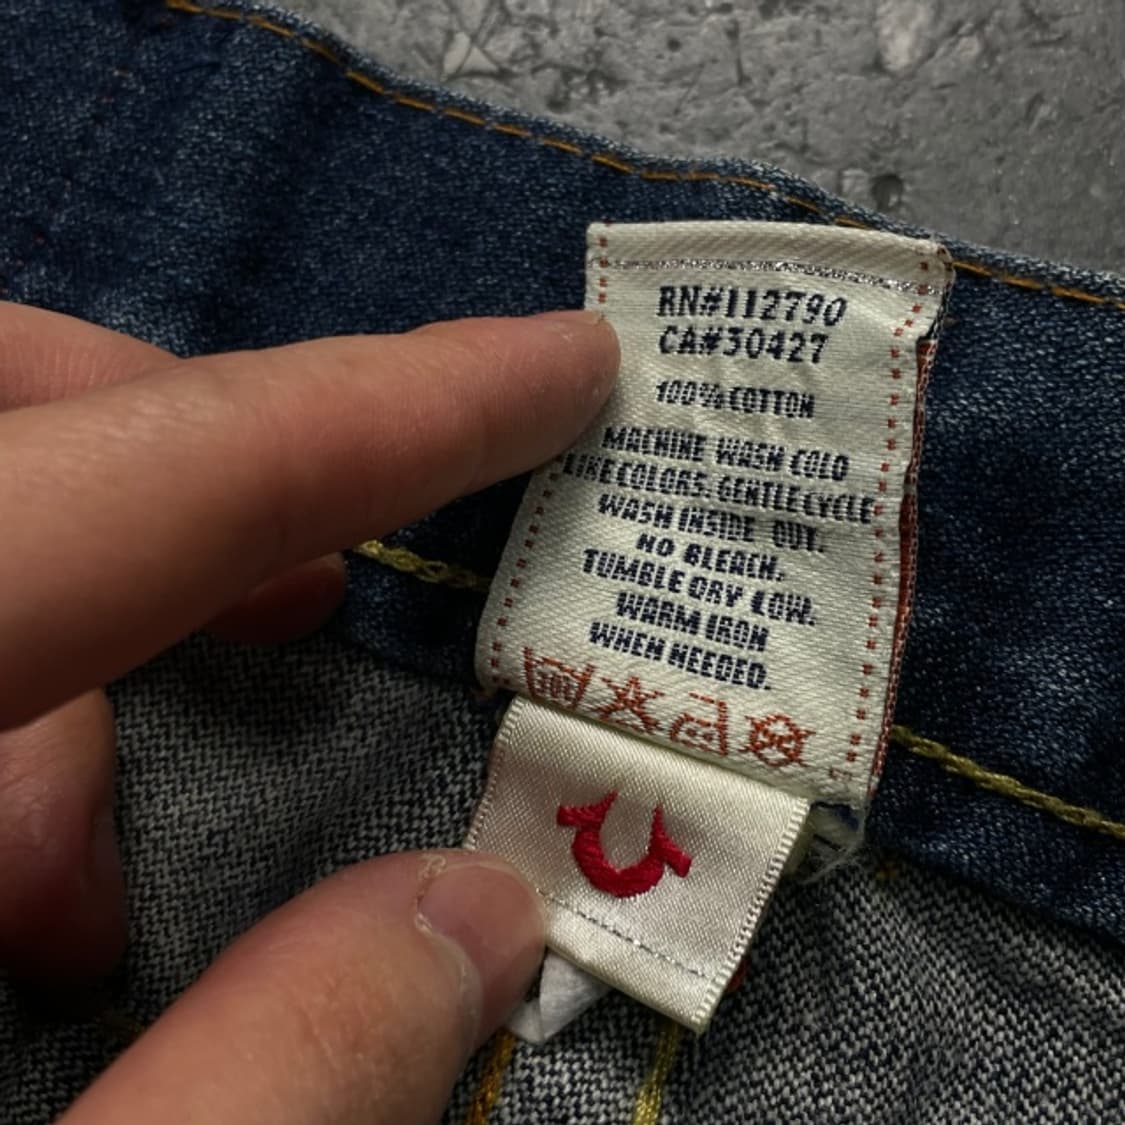 RN#112790
CA#30427
100% COTTON
MACHINE WASH COLD
LIKE COLORS. GENTLE CYCLE
WASH INSIDE OUT.
NO BLEACH.
TUMBLE DRY LOW.
WARM IRON
WHEN NEEDED.